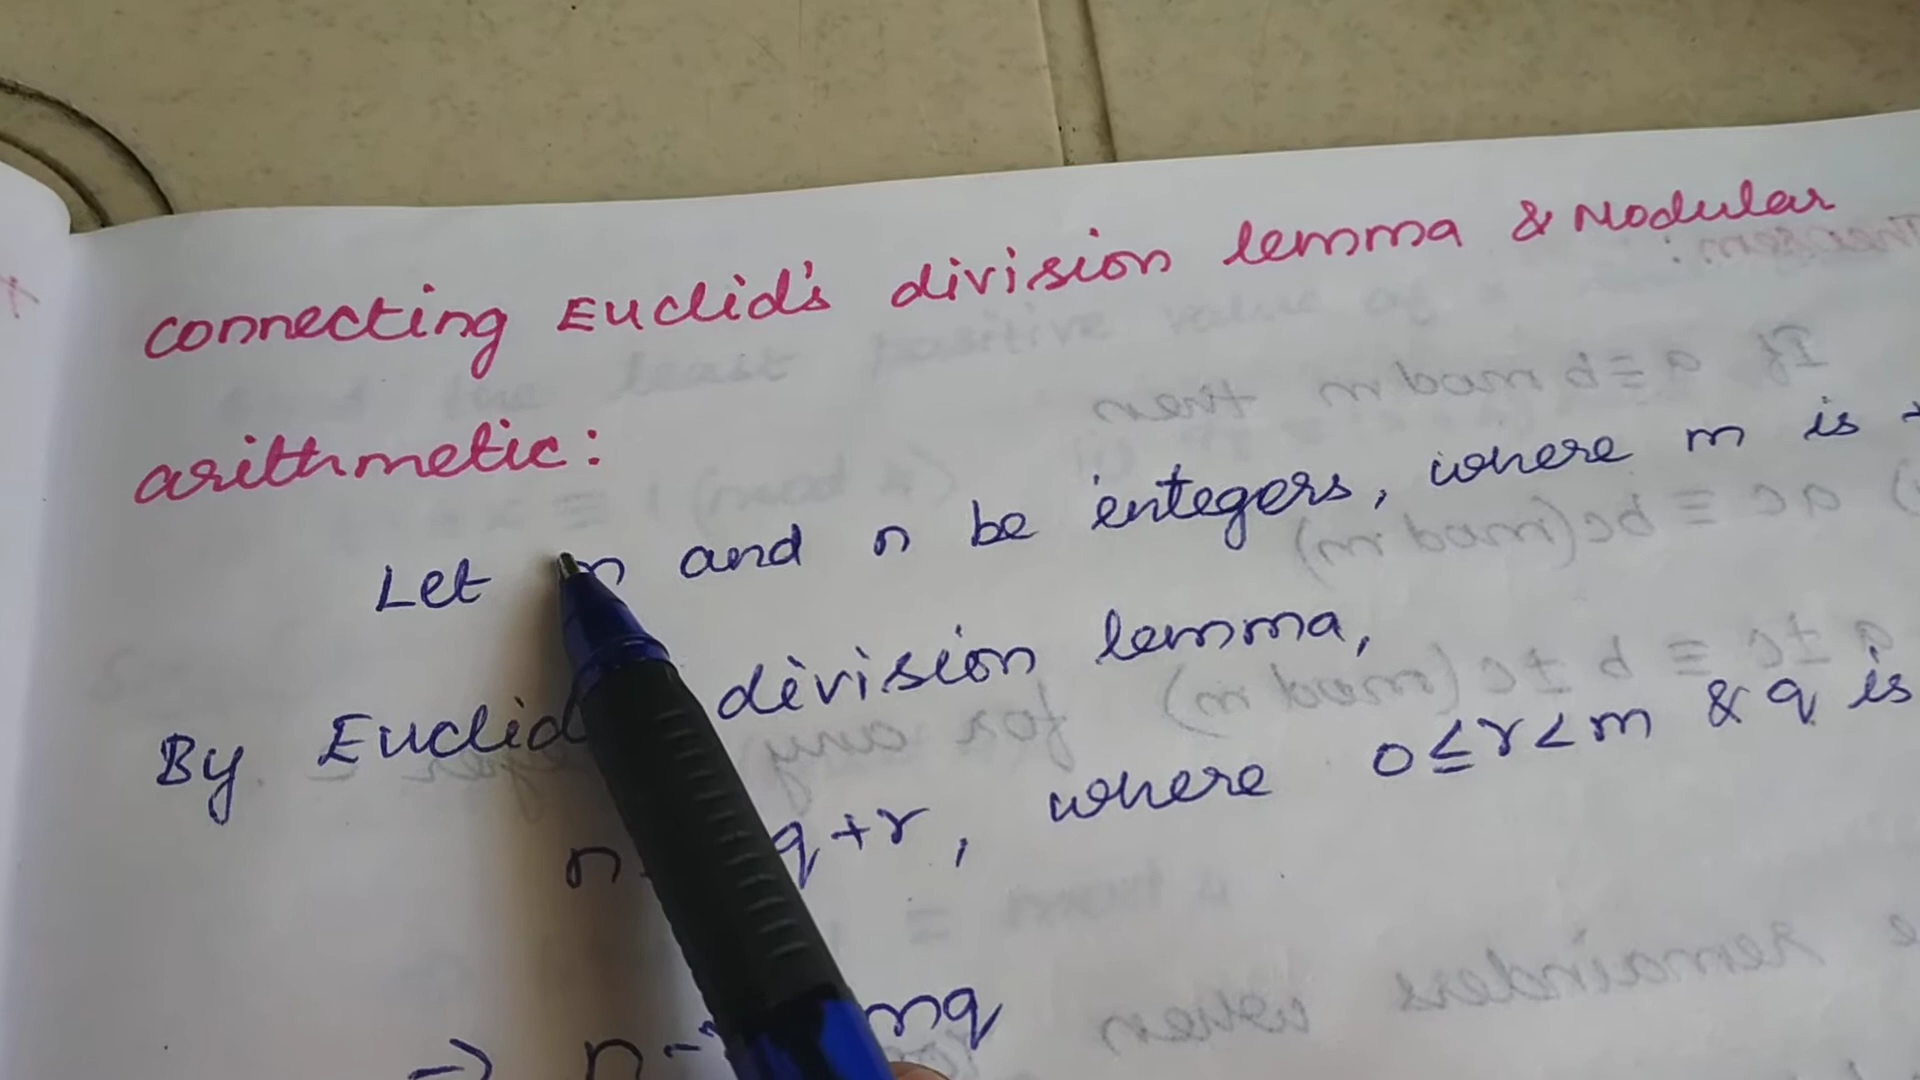 connecting Euclid's division lemma & Modular
arithmetic:
Let m and n be integers, where m is +
By Euclid division lemma,
n q+r, where 0≤r<m & q is
→ n- mq